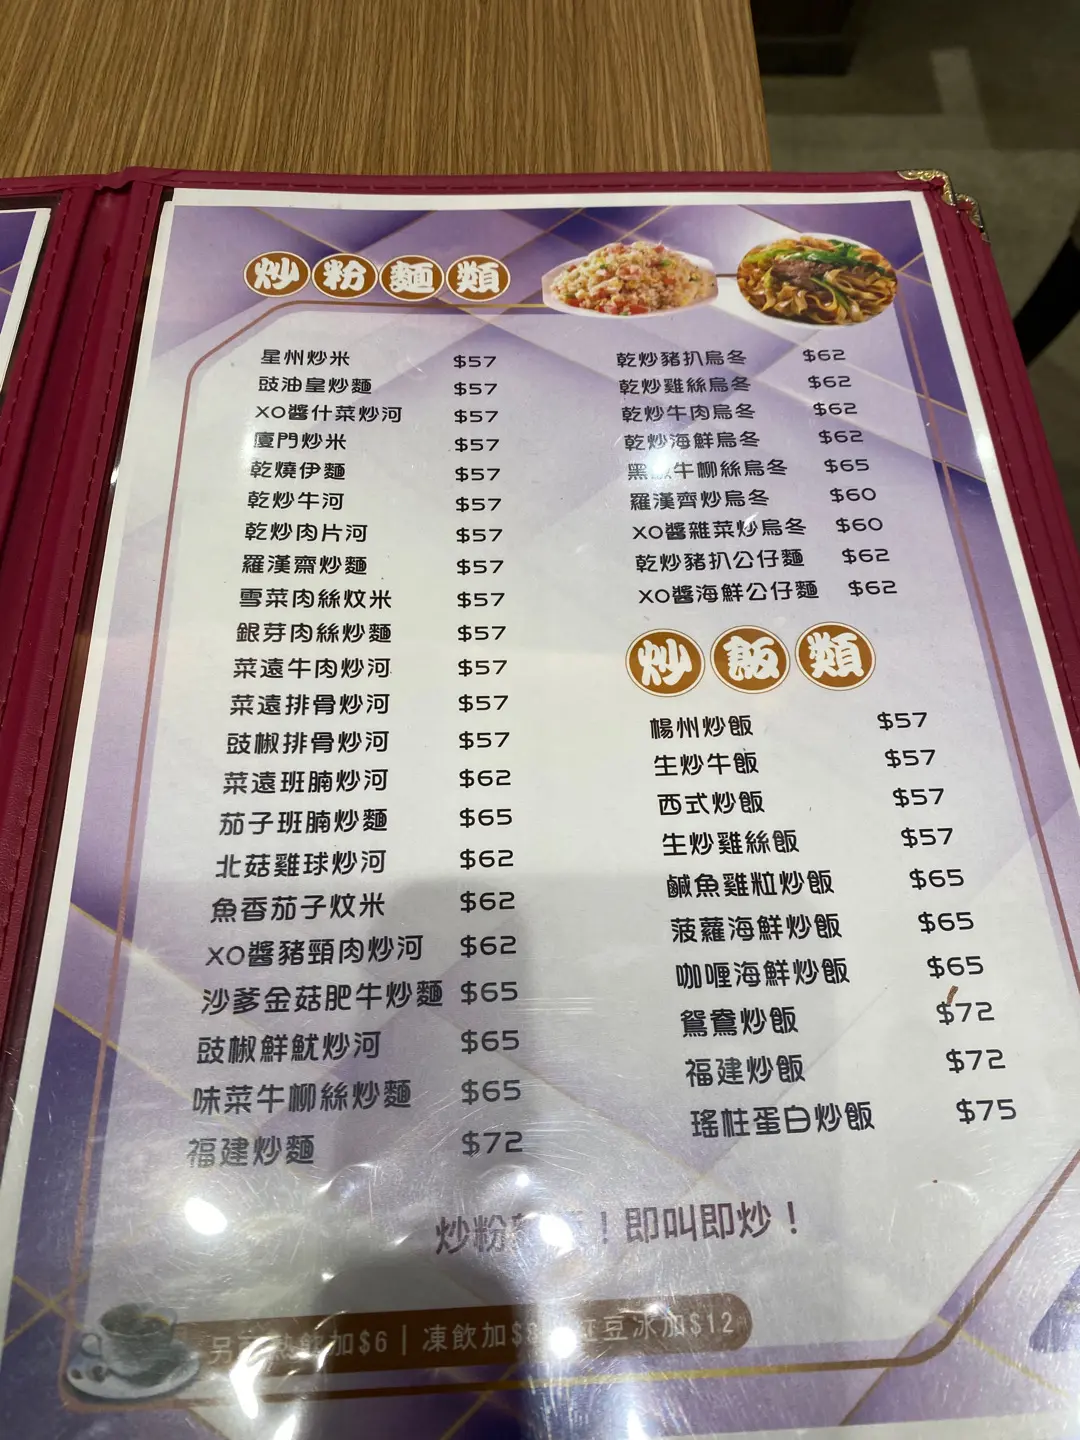 炒粉麵類
星州炒米 $57
豉油皇炒麵 $57
XO醬什菜炒河 $57
廈門炒米 $57
乾燒伊麵 $57
乾炒牛河 $57
乾炒肉片河 $57
羅漢齋炒麵 $57
雪菜肉絲炆米 $57
銀芽肉絲炒麵 $57
菜遠牛肉炒河 $57
菜遠排骨炒河 $57
豉椒排骨炒河 $57
菜遠班腩炒河 $62
茄子班腩炒麵 $65
北菇雞球炒河 $62
魚香茄子炆米 $62
XO醬豬頸肉炒河 $62
沙爹金菇肥牛炒麵 $65
豉椒鮮魷炒河 $65
味菜牛柳絲炒麵 $65
福建炒麵 $72
乾炒豬扒烏冬 $62
乾炒雞絲烏冬 $62
乾炒牛肉烏冬 $62
乾炒海鮮烏冬 $62
黑牛柳絲烏冬 $65
羅漢齊炒烏冬 $60
XO醬雜菜炒烏冬 $60
乾炒豬扒公仔麵 $62
XO醬海鮮公仔麵 $62
炒飯類
楊州炒飯 $57
生炒牛飯 $57
西式炒飯 $57
生炒雞絲飯 $57
鹹魚雞粒炒飯 $65
菠蘿海鮮炒飯 $65
咖喱海鮮炒飯 $65
鴛鴦炒飯 $72
福建炒飯 $72
瑤柱蛋白炒飯 $75
炒粉！即叫即炒！
另熱飲加$6 | 凍飲加$ 紅豆冰加$12